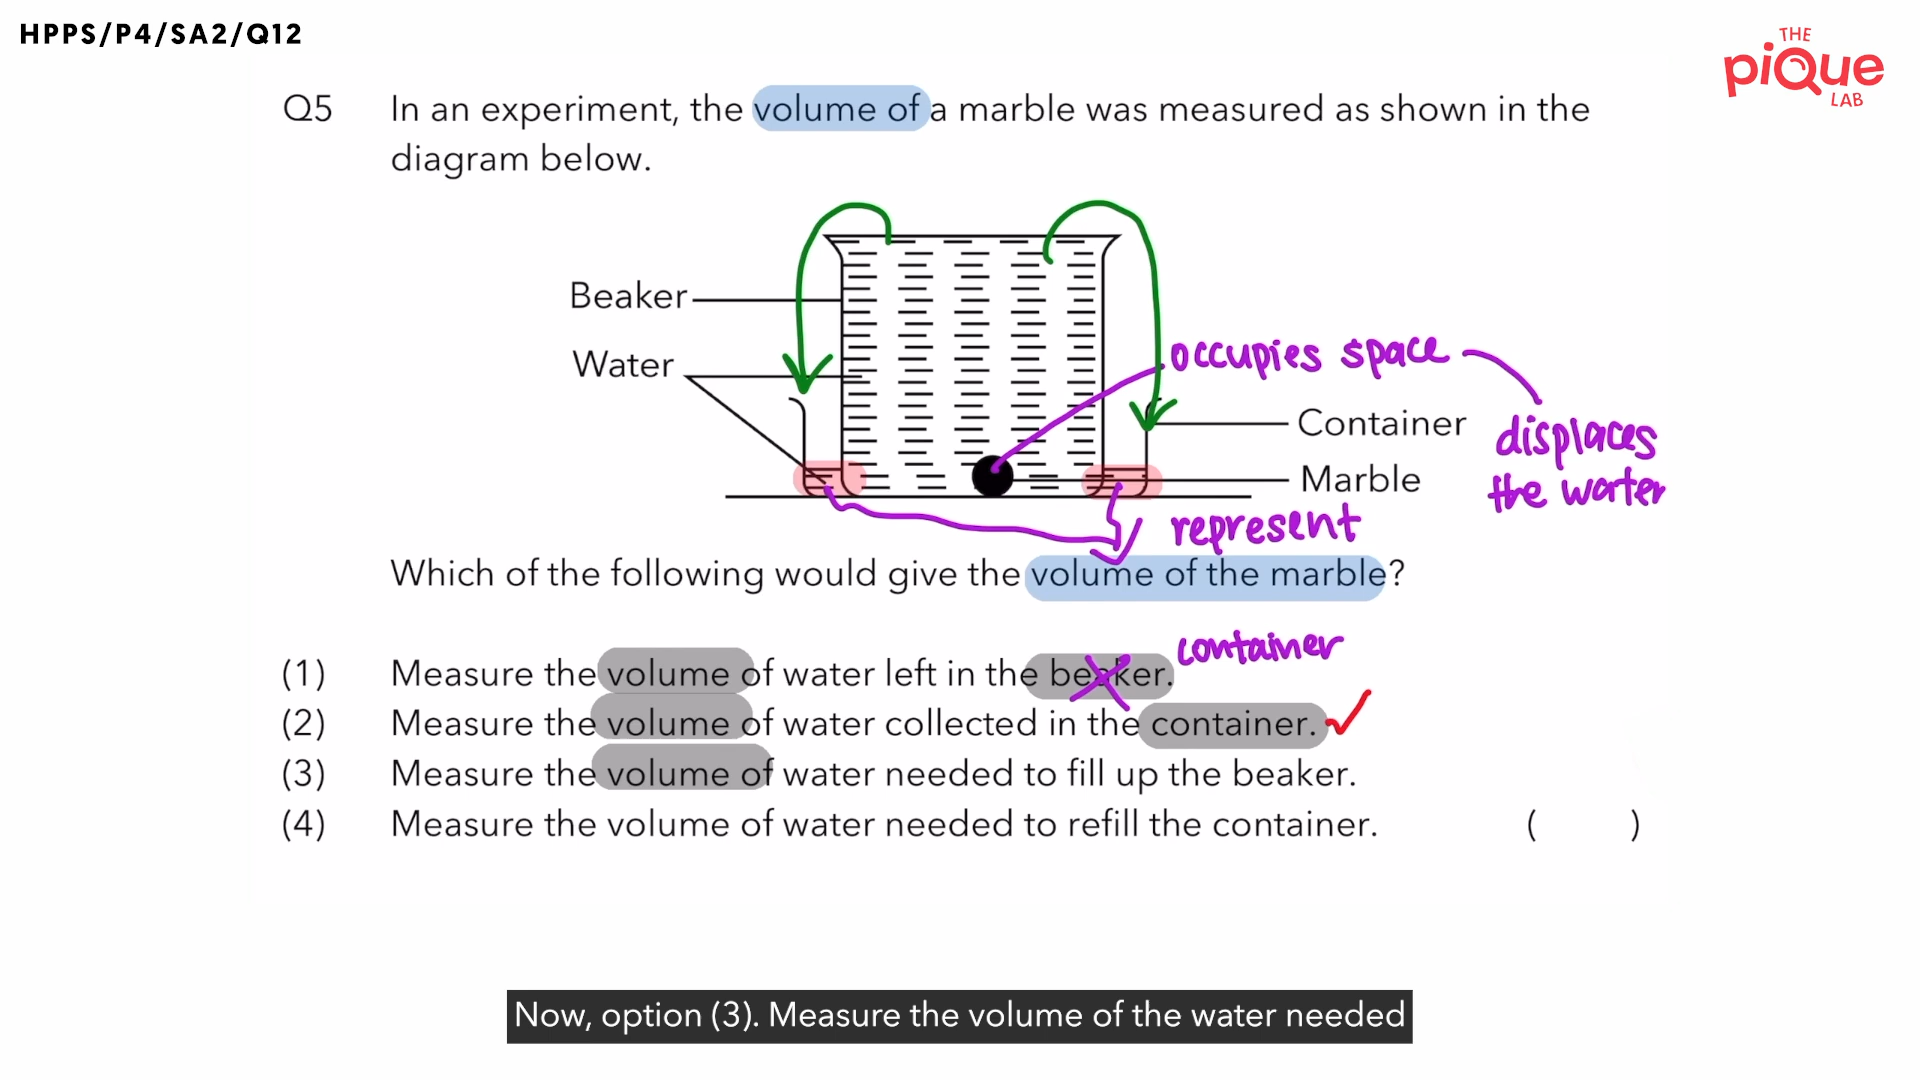 HPPS/P4/SA2/Q12
THE
piQue
LAB
Q5 In an experiment, the volume of a marble was measured as shown in the
diagram below.
Beaker
Water
occupies space
Container
displaces
the water
Marble
represent
Which of the following would give the volume of the marble?
container
(1) Measure the volume of water left in the beaker.
(2) Measure the volume of water collected in the container.
(3) Measure the volume of water needed to fill up the beaker.
(4) Measure the volume of water needed to refill the container. ( )
Now, option (3). Measure the volume of the water needed